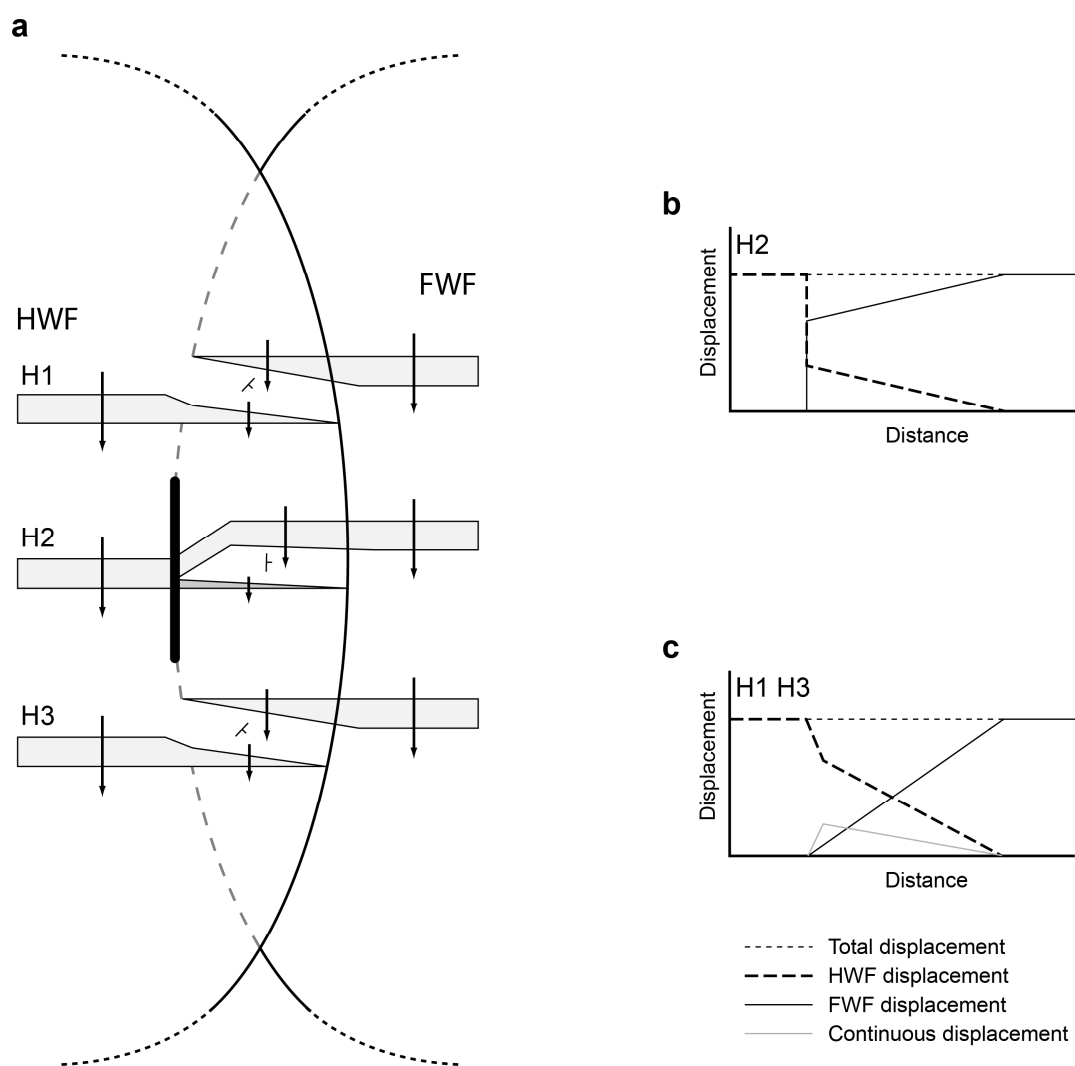 a
HWF
FWF
H1
H2
H3
b
H2
Displacement
Distance
c
H1 H3
Displacement
Distance
Total displacement
HWF displacement
FWF displacement
Continuous displacement